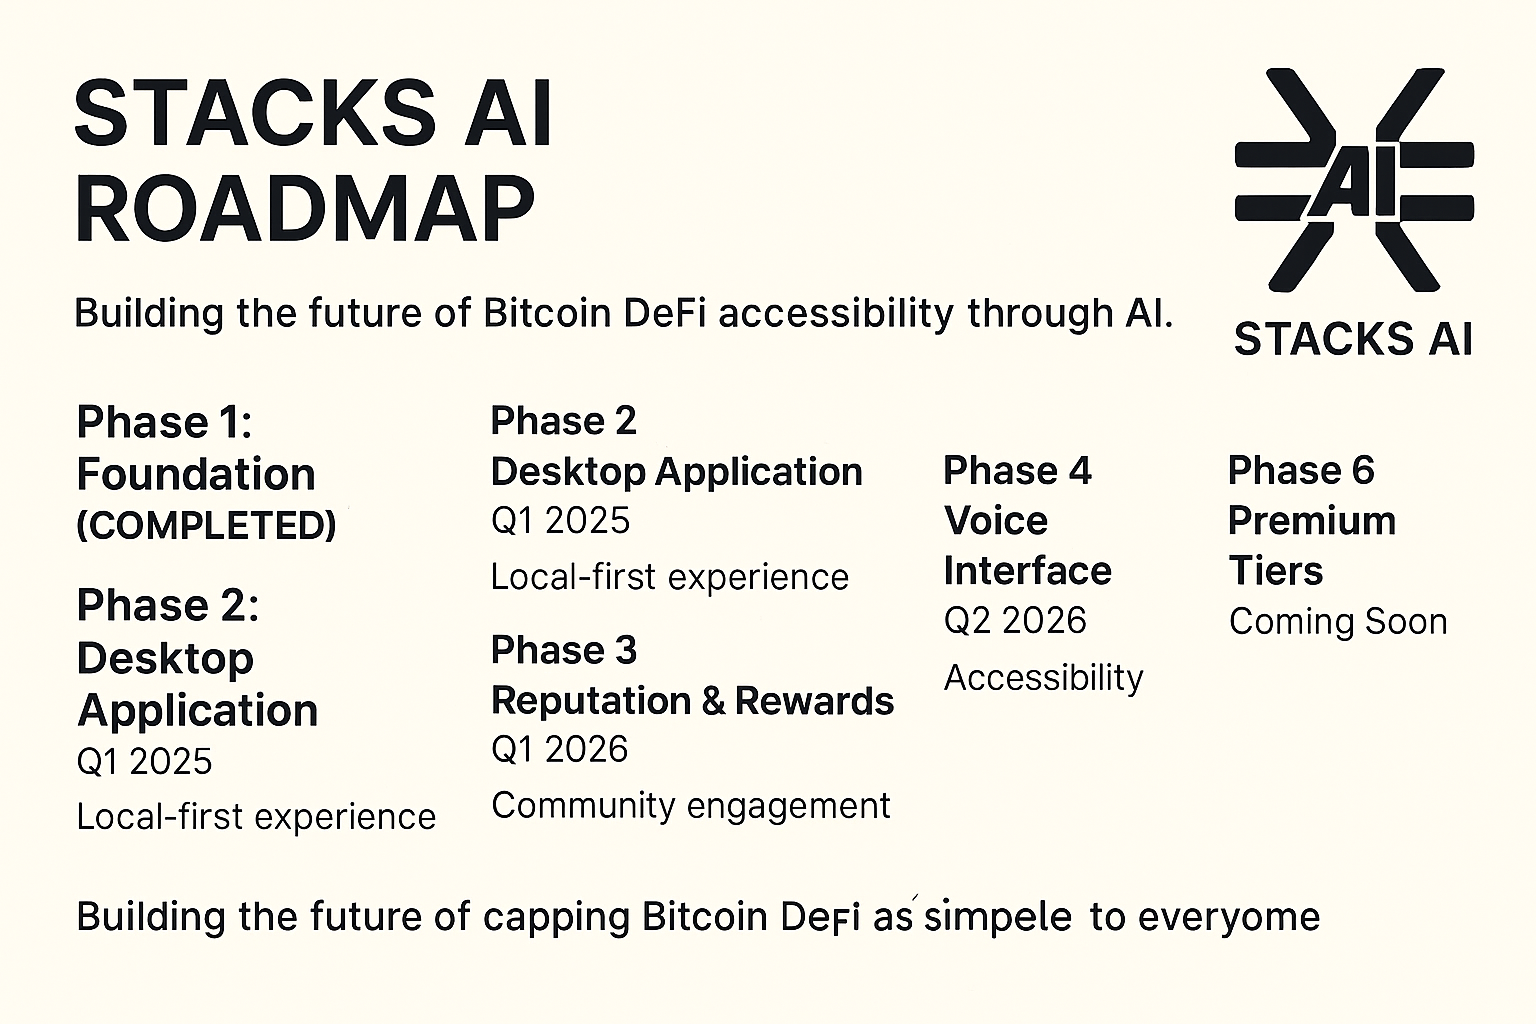 STACKS AI
ROADMAP
Building the future of Bitcoin DeFi accessibility through AI.
AI
STACKS AI
Phase 1:
Foundation
(COMPLETED)
Phase 2:
Desktop
Application
Q1 2025
Local-first experience
Phase 2
Desktop Application
Q1 2025
Local-first experience
Phase 3
Reputation & Rewards
Q1 2026
Community engagement
Phase 4
Voice
Interface
Q2 2026
Accessibility
Phase 6
Premium
Tiers
Coming Soon
Building the future of capping Bitcoin DeFi as´simpele to everyome